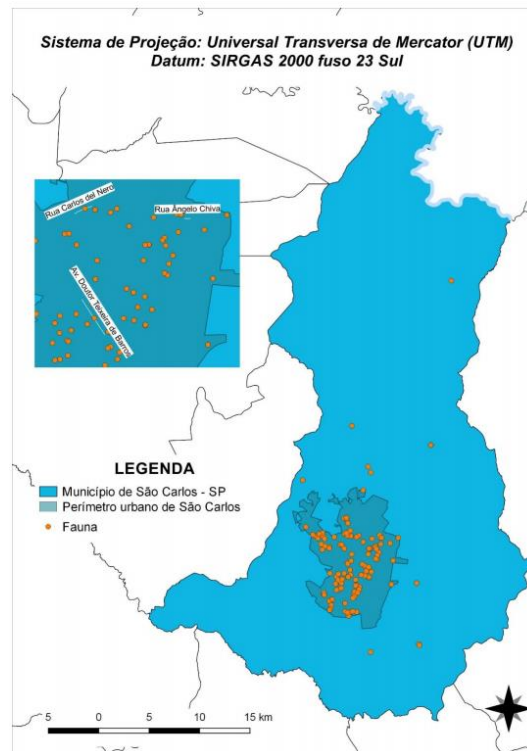 Sistema de Projeção: Universal Transversa de Mercator (UTM)
Datum: SIRGAS 2000 fuso 23 Sul
Rua Carlos del Nero
Rua Ângelo Chiva
Av. Doutor Teixeira de Barros
LEGENDA
Município de São Carlos - SP
Perímetro urbano de São Carlos
Fauna
5 0 5 10 15 km